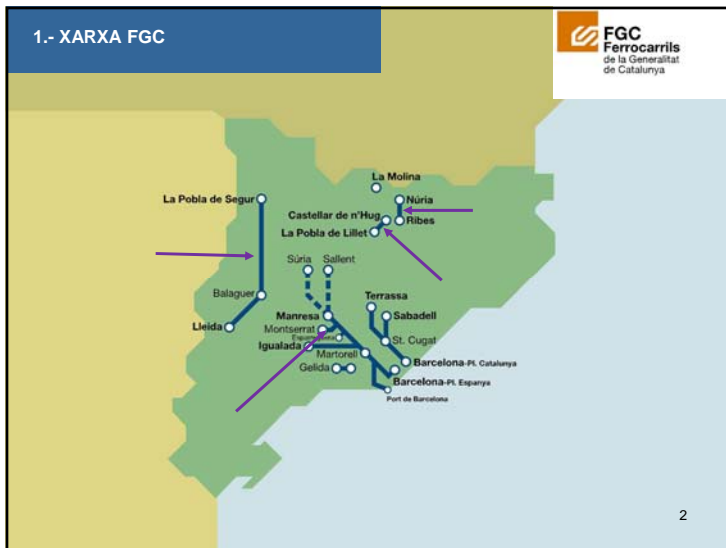 1.- XARXA FGC
FGC
Ferrocarrils
de la Generalitat
de Catalunya
La Molina
La Pobla de Segur
Núria
Castellar de n'Hug
Ribes
La Pobla de Lillet
Súria
Sallent
Balaguer
Terrassa
Manresa
Sabadell
Lleida
Montserrat
Esparreguera
St. Cugat
Igualada
Martorell
Barcelona-Pl. Catalunya
Gelida
Barcelona-Pl. Espanya
Port de Barcelona
2